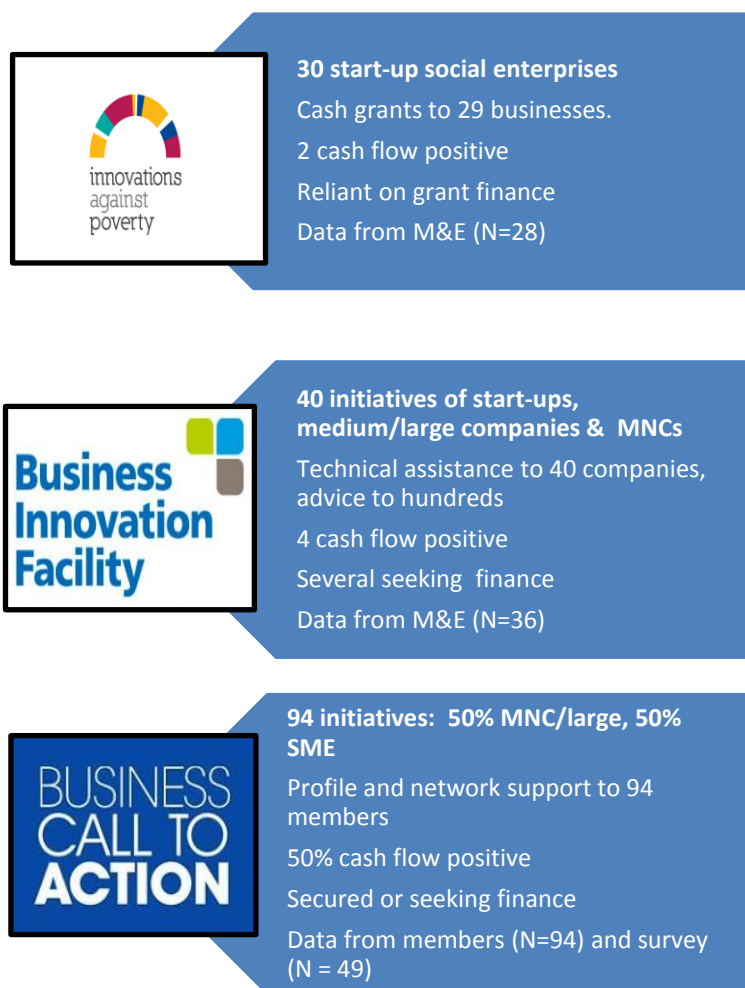 innovations
against
poverty
30 start-up social enterprises
Cash grants to 29 businesses.
2 cash flow positive
Reliant on grant finance
Data from M&E (N=28)
Business
Innovation
Facility
40 initiatives of start-ups,
medium/large companies & MNCs
Technical assistance to 40 companies,
advice to hundreds
4 cash flow positive
Several seeking finance
Data from M&E (N=36)
BUSINESS
CALL TO
ACTION
94 initiatives: 50% MNC/large, 50%
SME
Profile and network support to 94
members
50% cash flow positive
Secured or seeking finance
Data from members (N=94) and survey
(N = 49)